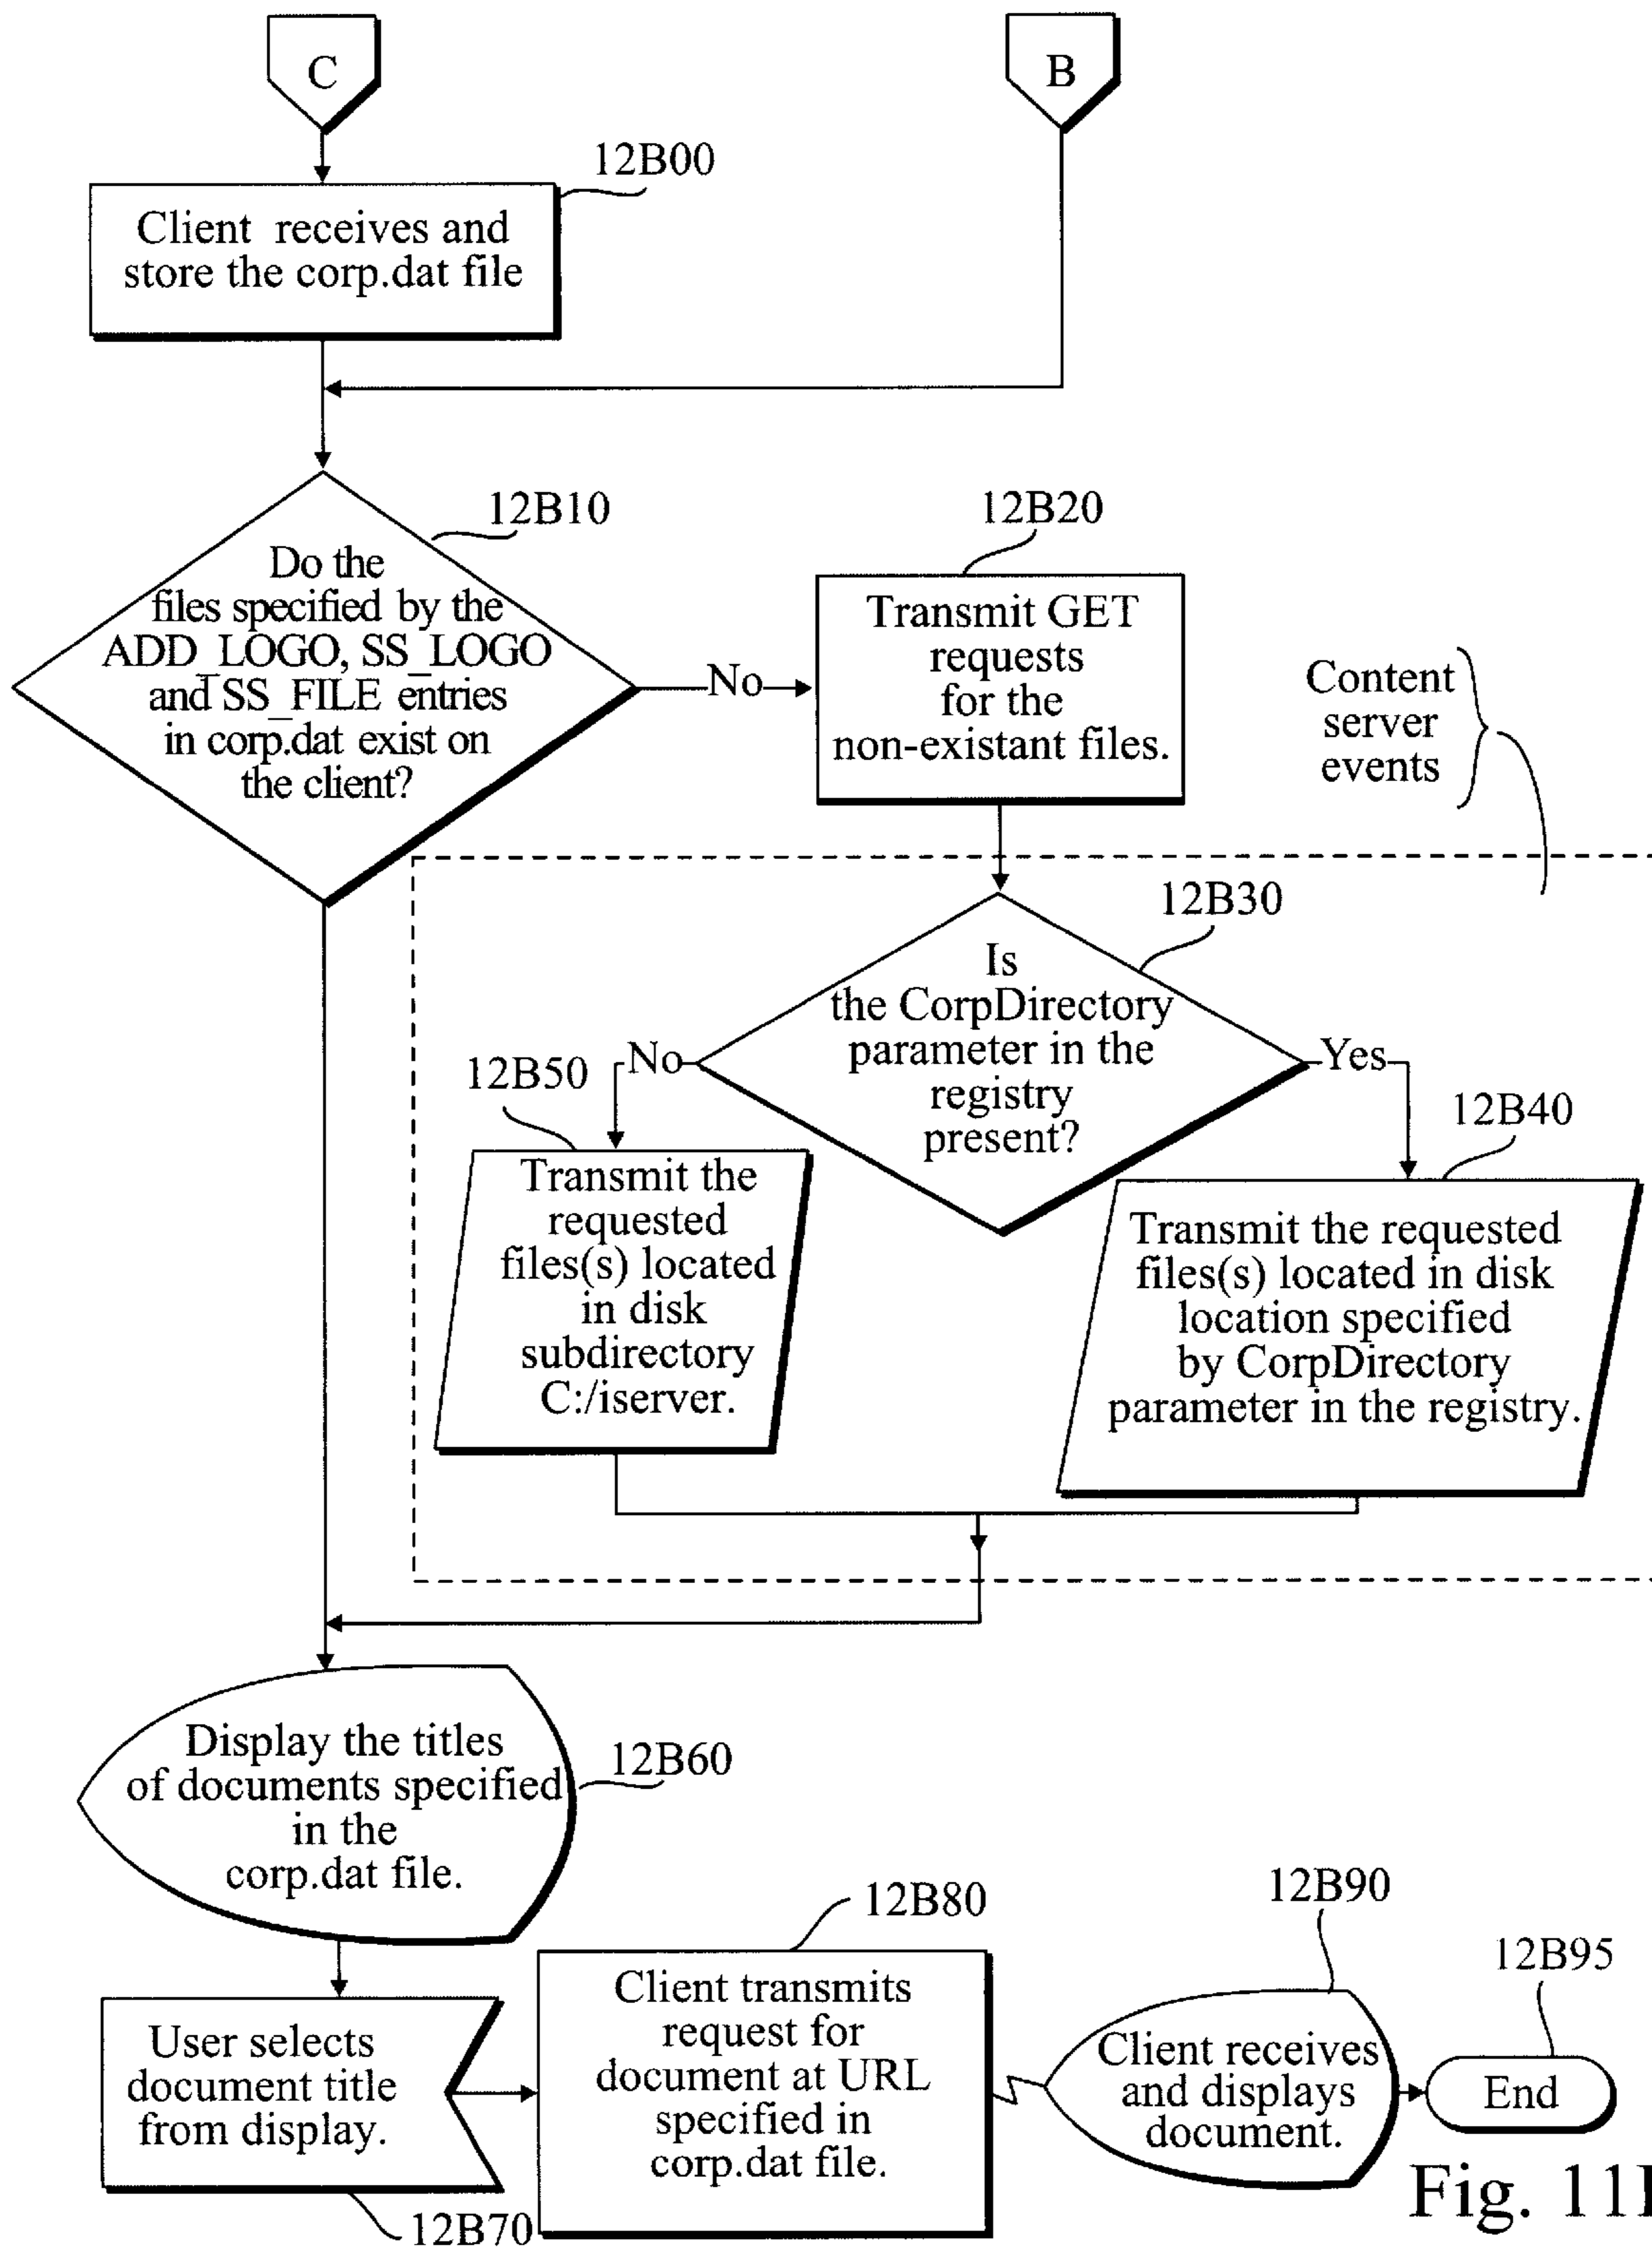 C
B
12B00
Client receives and
store the corp.dat file
12B10
Do the
files specified by the
ADD_LOGO, SS_LOGO
and SS_FILE entries
in corp.dat exist on
the client?
No
12B20
Transmit GET
requests
for the
non-existant files.
Content
server
events
12B30
Is
the CorpDirectory
parameter in the
registry
present?
No
Yes
12B50
Transmit the
requested
files(s) located
in disk
subdirectory
C:/iserver.
12B40
Transmit the requested
files(s) located in disk
location specified
by CorpDirectory
parameter in the registry.
12B60
Display the titles
of documents specified
in the
corp.dat file.
12B70
User selects
document title
from display.
12B80
Client transmits
request for
document at URL
specified in
corp.dat file.
12B90
Client receives
and displays
document.
12B95
End
Fig.